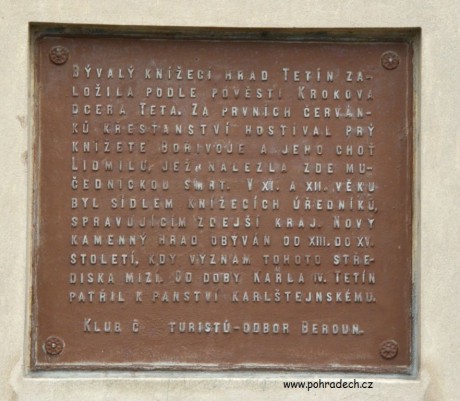 Bývalý knížecí hrad Tetín za-
ložila podle pověsti Krokova
dcera Teta. Za prvních červán-
ků křesťanství hostíval prý
knížete Bořivoje a jeho choť
Lidmilu, jež nalezla zde mu-
čednickou smrt. V XI. a XII. věku
byl sídlem knížecích úředníků,
spravujících zdejší kraj. Nový
kamenný hrad obýván od XIII. do XV.
století, kdy význam tohoto stře-
diska mizí. Od doby Karla IV. Tetín
patřil k panství karlštejnskému.
Klub č turistů-odbor Beroun.
www.pohradech.cz